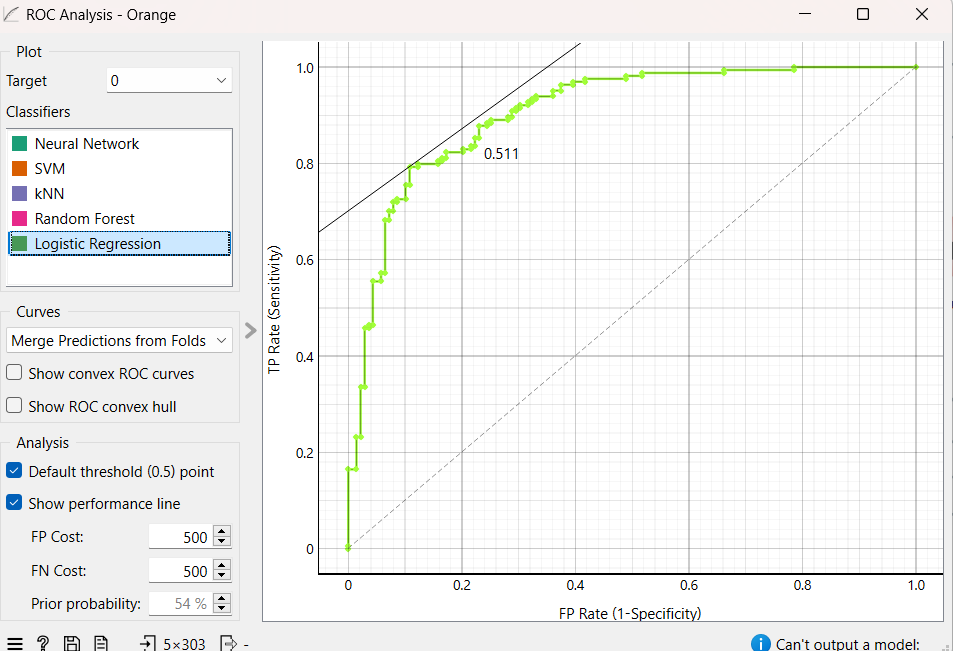 ROC Analysis - Orange
Plot
Target 0
Classifiers
Neural Network
SVM
kNN
Random Forest
Logistic Regression
Curves
Merge Predictions from Folds
Show convex ROC curves
Show ROC convex hull
Analysis
Default threshold (0.5) point
Show performance line
FP Cost: 500
FN Cost: 500
Prior probability: 54 %
5×303 -
TP Rate (Sensitivity)
1.0
0.8
0.6
0.4
0.2
0
0.511
0 0.2 0.4 0.6 0.8 1.0
FP Rate (1-Specificity)
Can't output a model: